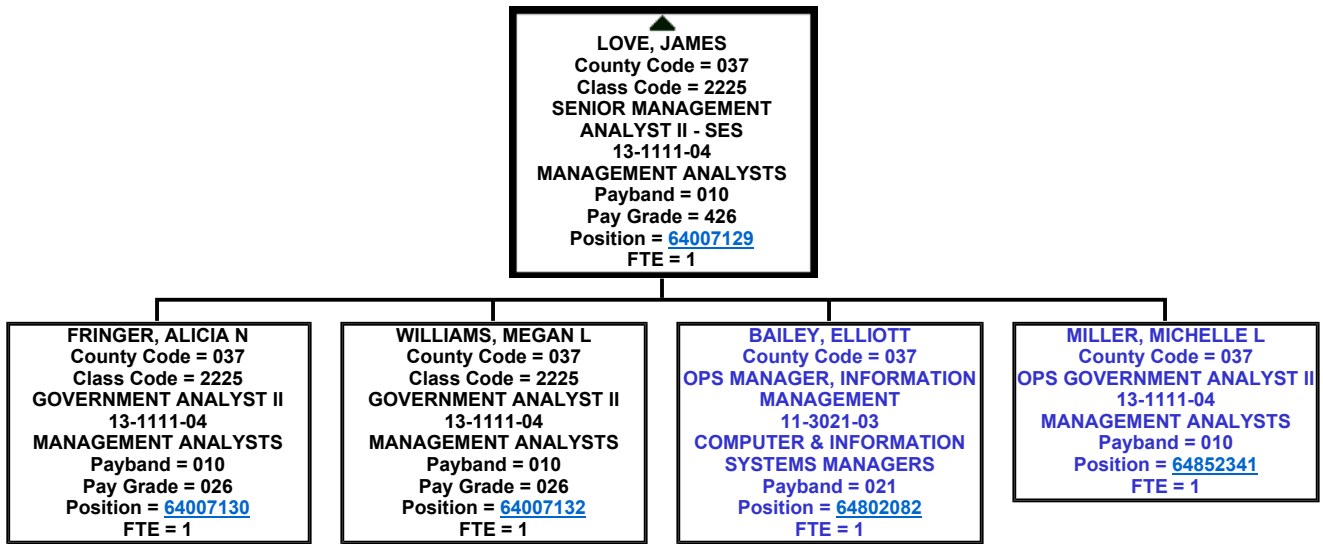 LOVE, JAMES
County Code = 037
Class Code = 2225
SENIOR MANAGEMENT
ANALYST II - SES
13-1111-04
MANAGEMENT ANALYSTS
Payband = 010
Pay Grade = 426
Position = 64007129
FTE = 1
FRINGER, ALICIA N
County Code = 037
Class Code = 2225
GOVERNMENT ANALYST II
13-1111-04
MANAGEMENT ANALYSTS
Payband = 010
Pay Grade = 026
Position = 64007130
FTE = 1
WILLIAMS, MEGAN L
County Code = 037
Class Code = 2225
GOVERNMENT ANALYST II
13-1111-04
MANAGEMENT ANALYSTS
Payband = 010
Pay Grade = 026
Position = 64007132
FTE = 1
BAILEY, ELLIOTT
County Code = 037
OPS MANAGER, INFORMATION
MANAGEMENT
11-3021-03
COMPUTER & INFORMATION
SYSTEMS MANAGERS
Payband = 021
Position = 64802082
FTE = 1
MILLER, MICHELLE L
County Code = 037
OPS GOVERNMENT ANALYST II
13-1111-04
MANAGEMENT ANALYSTS
Payband = 010
Position = 64852341
FTE = 1